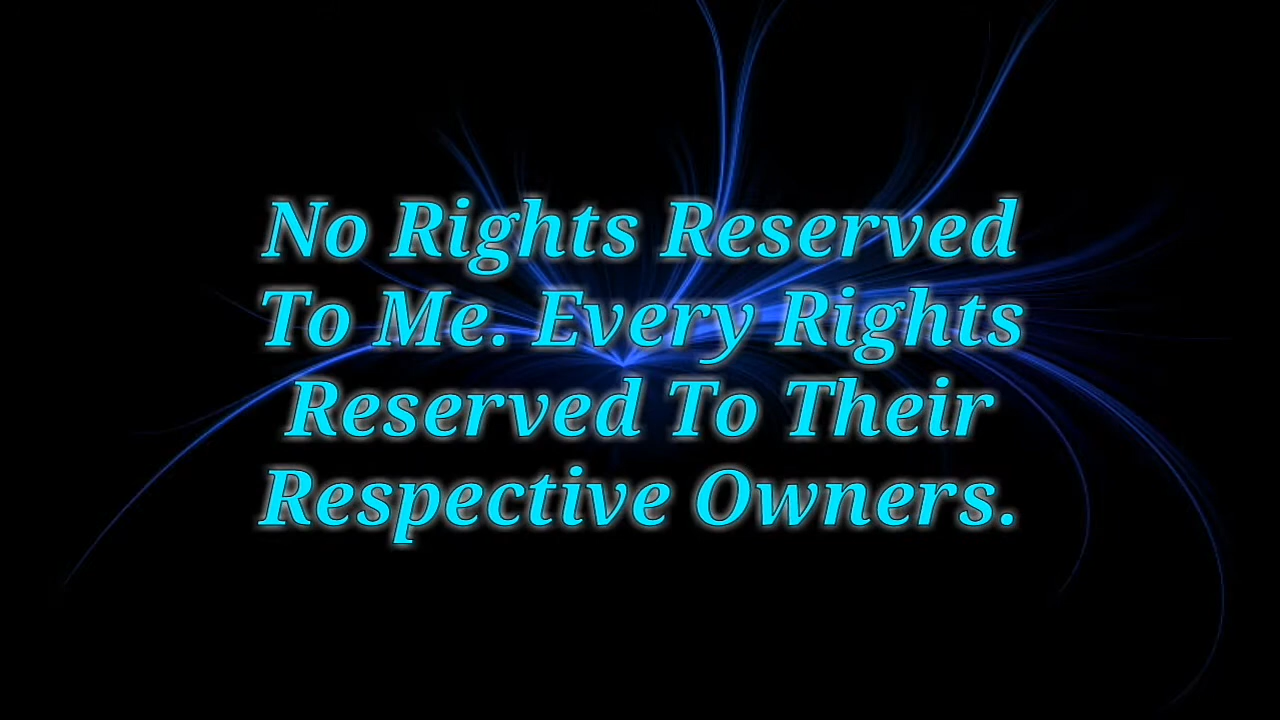 No Rights Reserved
To Me. Every Rights
Reserved To Their
Respective Owners.